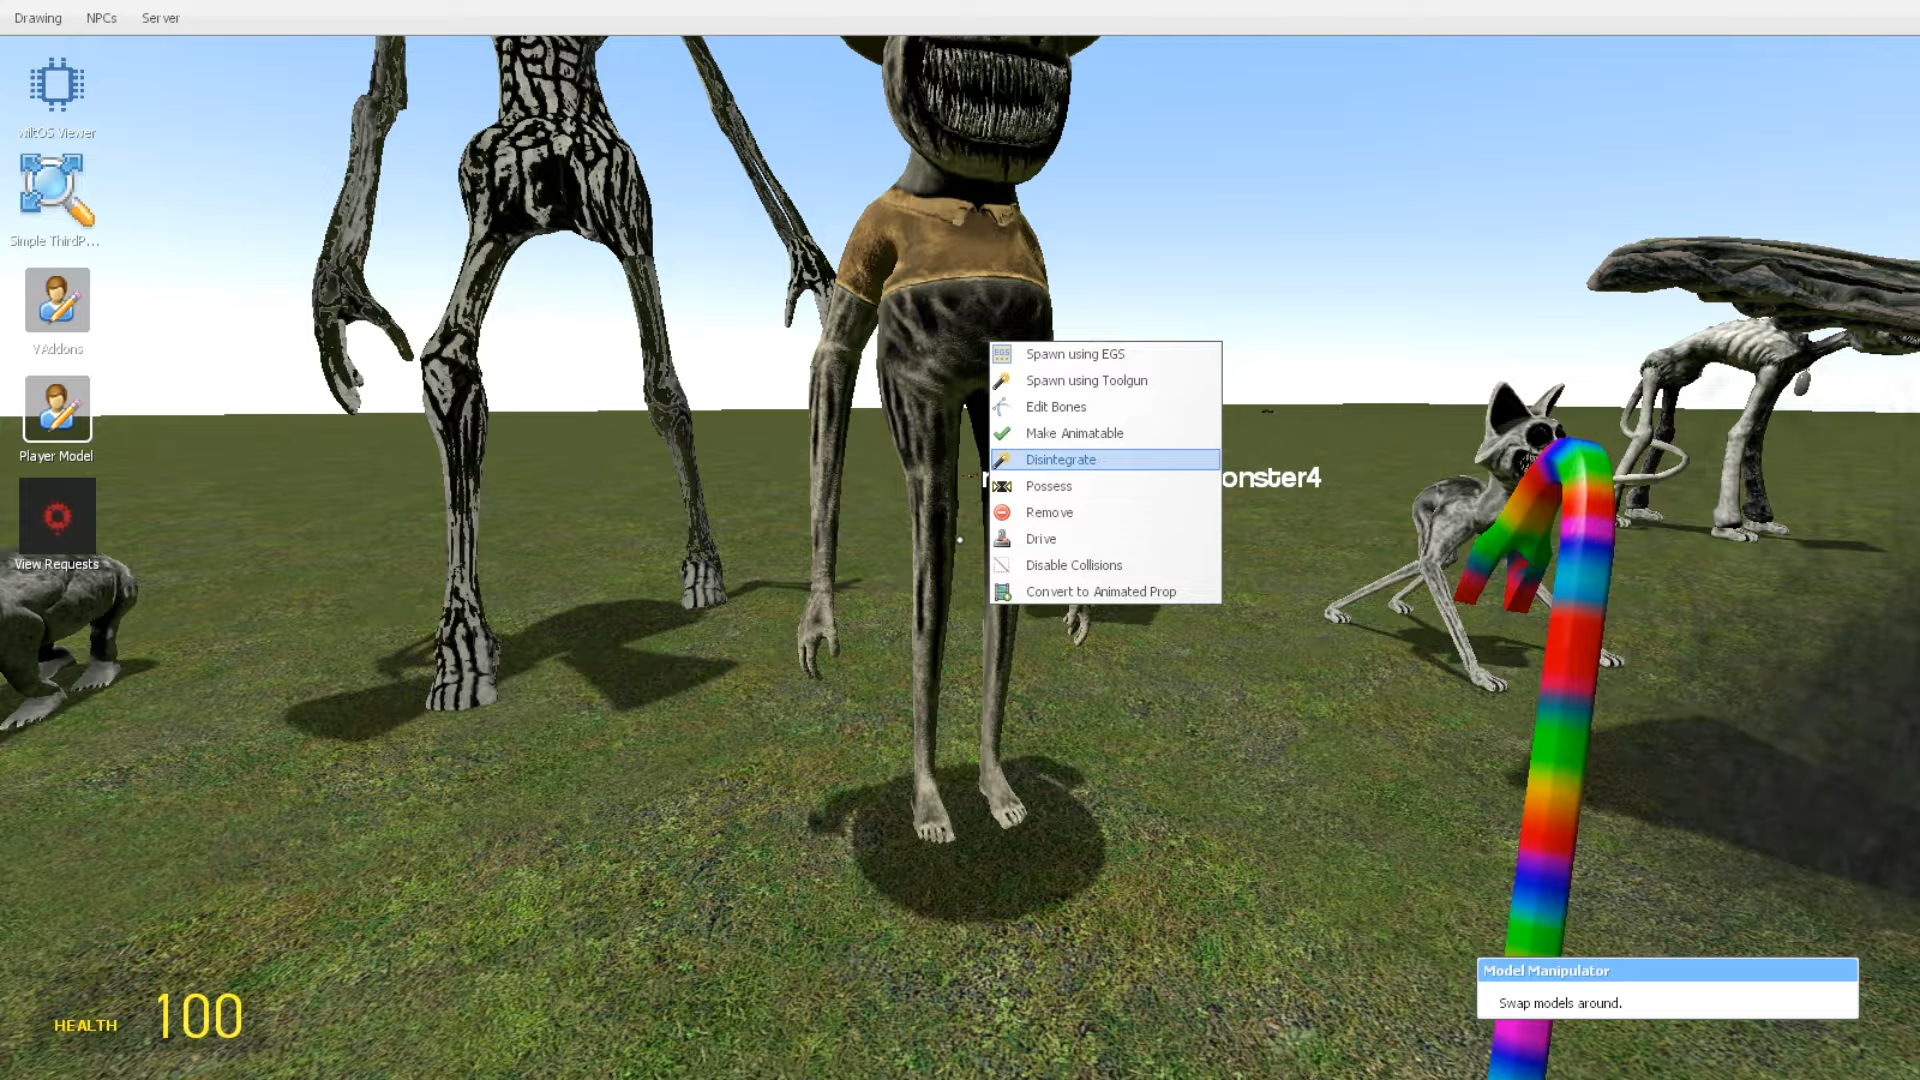 Drawing NPCs Server
wiltOS Viewer
Simple ThirdP...
VAddons
Player Model
View Requests
Spawn using EGS
Spawn using Toolgun
Edit Bones
Make Animatable
Disintegrate
Possess
Remove
Drive
Disable Collisions
Convert to Animated Prop
onster4
Model Manipulator
Swap models around.
HEALTH 100